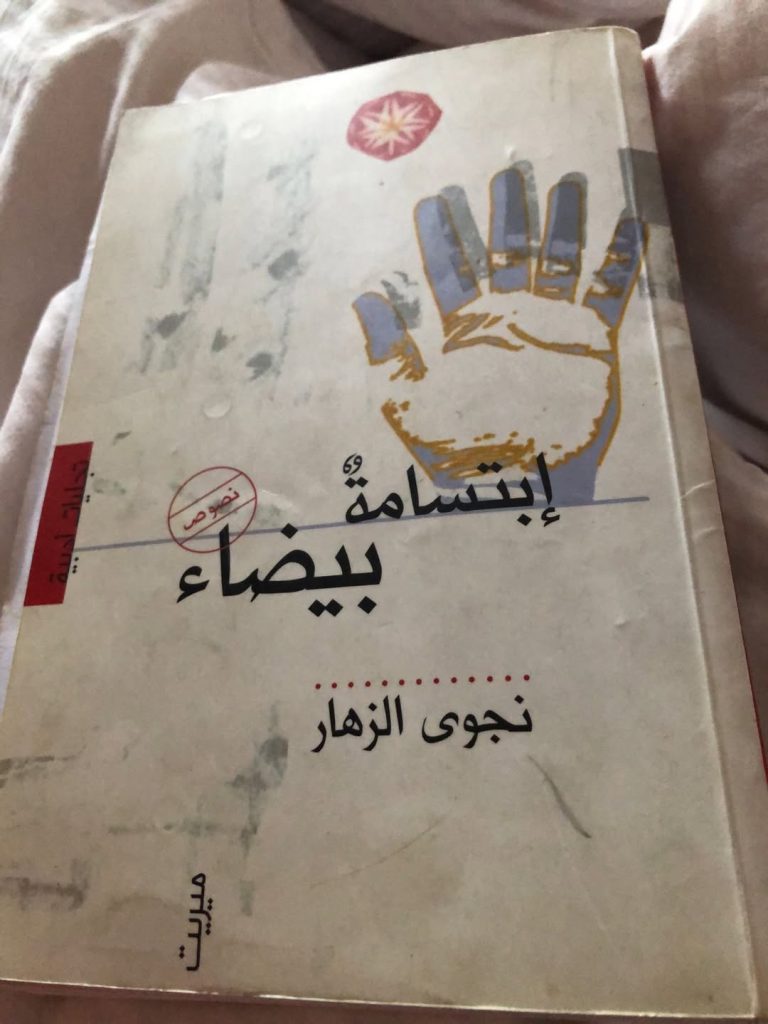 إبتسامةٌ
بيضاء
نصوص
تجليات أدبية
نجوى الزهار
ميريت